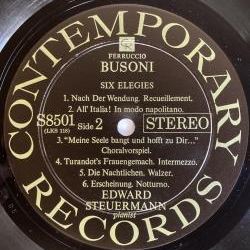 CONTEMPORARY
FERRUCCIO
BUSONI
SIX ELEGIES
1. Nach Der Wendung. Recueillement.
2. All' Italia! In modo napolitano.
S8501 Side 2 STEREO
(LKS 118)
3. "Meine Seele bangt und hofft zu Dir..."
Choralvorspiel.
4. Turandot's Frauengemach. Intermezzo.
5. Die Nachtlichen. Walzer.
6. Erscheinung. Notturno.
EDWARD
STEUERMANN
pianist
RECORDS